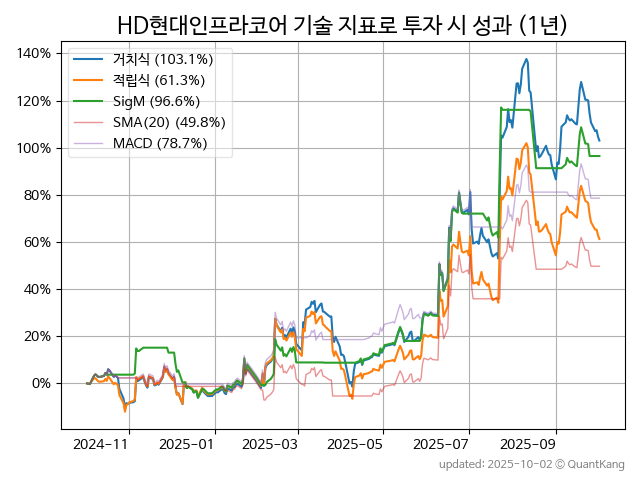 HD현대인프라코어 기술 지표로 투자 시 성과 (1년)
140%
120%
100%
80%
60%
40%
20%
0%
거치식 (103.1%)
적립식 (61.3%)
SigM (96.6%)
SMA(20) (49.8%)
MACD (78.7%)
2024-11
2025-01
2025-03
2025-05
2025-07
2025-09
updated: 2025-10-02 © QuantKang